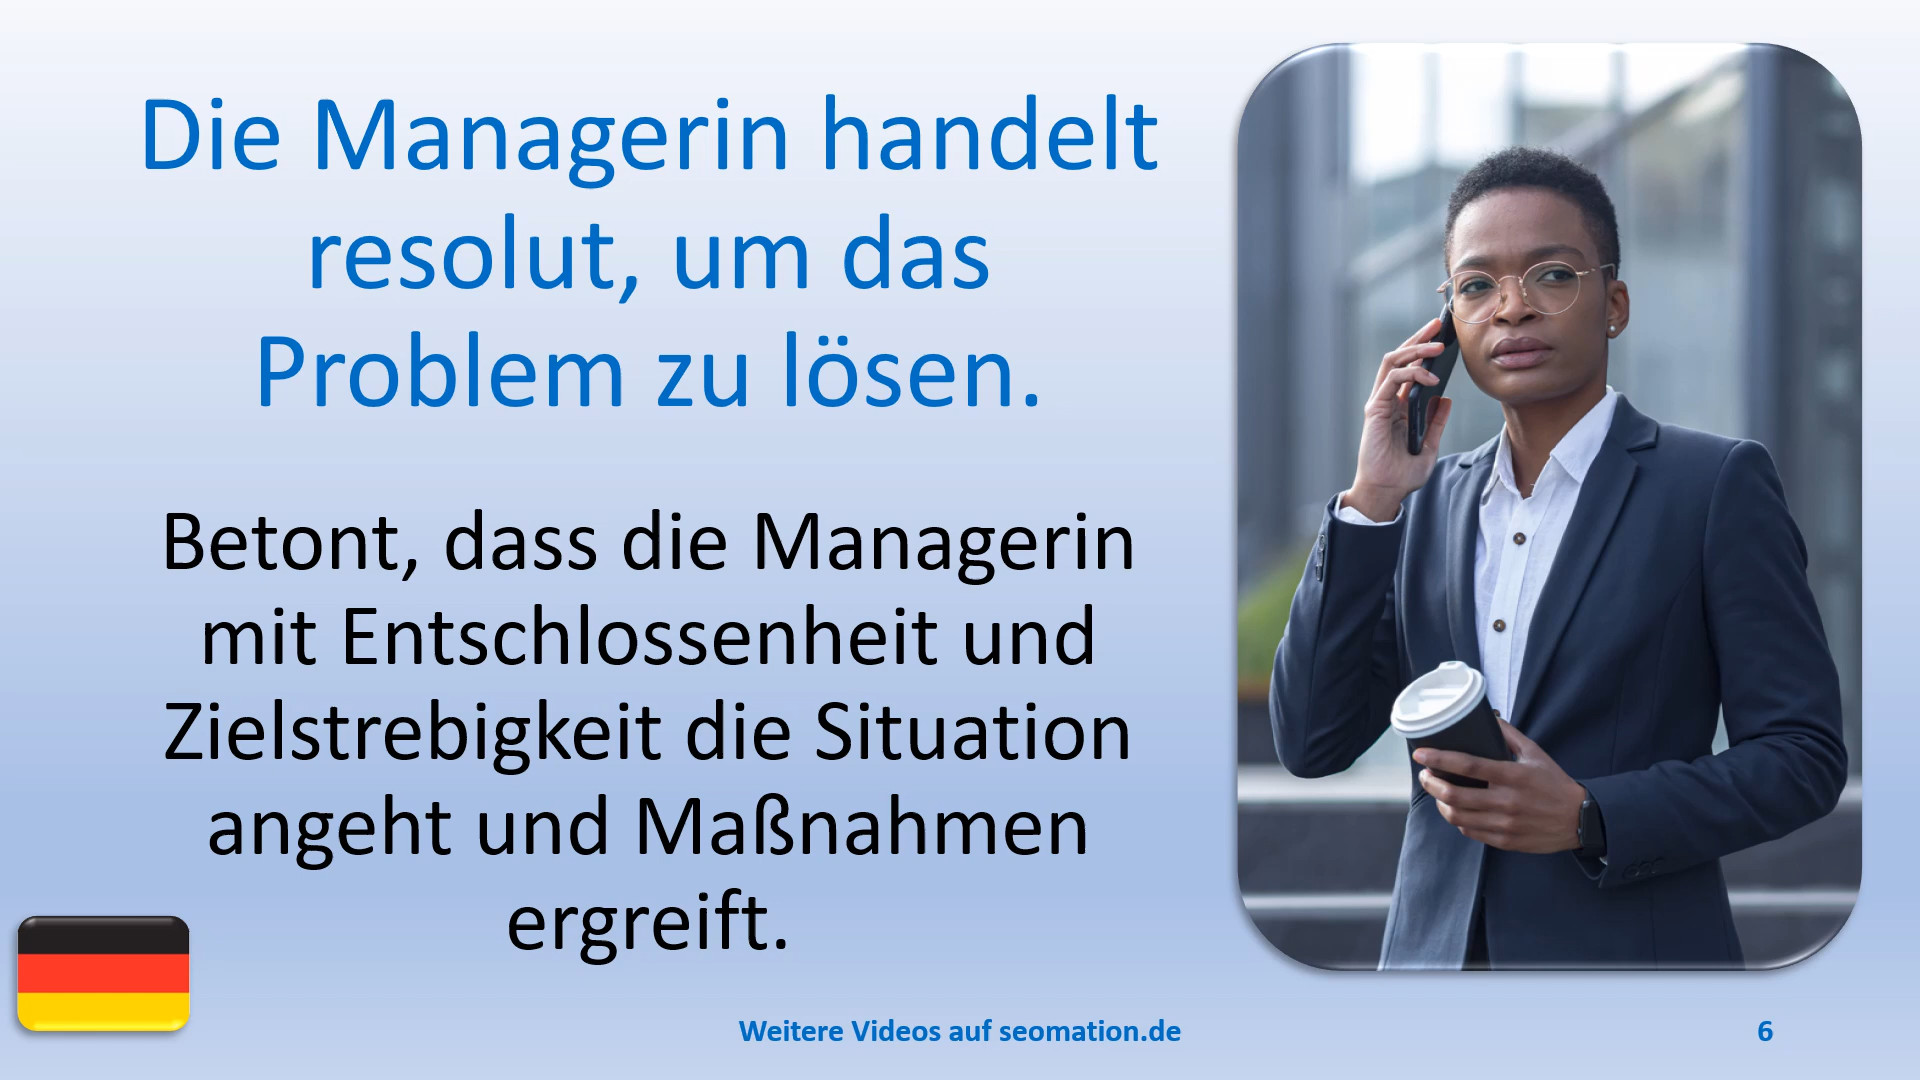 Die Managerin handelt
resolut, um das
Problem zu lösen.
Betont, dass die Managerin
mit Entschlossenheit und
Zielstrebigkeit die Situation
angeht und Maßnahmen
ergreift.
Weitere Videos auf seomation.de
6